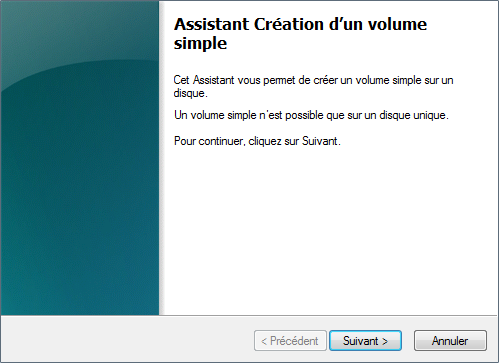 Assistant Création d’un volume
simple
Cet Assistant vous permet de créer un volume simple sur un
disque.
Un volume simple n’est possible que sur un disque unique.
Pour continuer, cliquez sur Suivant.
< Précédent
Suivant >
Annuler